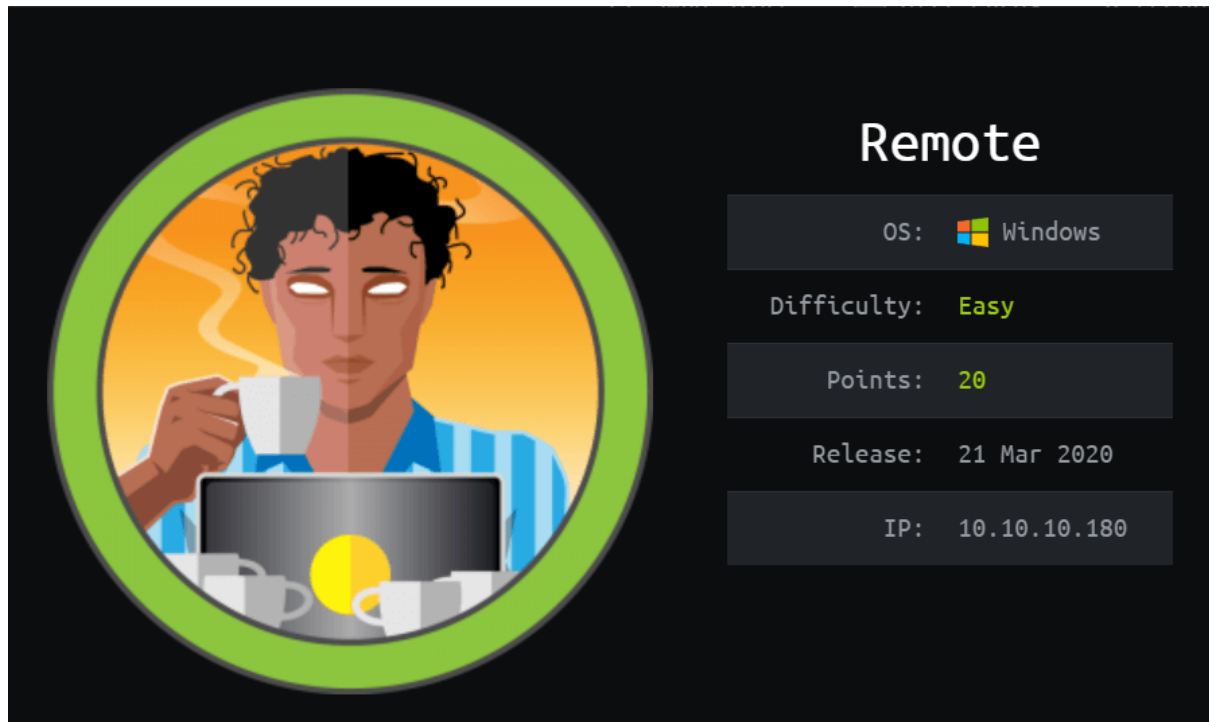 Remote
OS: Windows
Difficulty: Easy
Points: 20
Release: 21 Mar 2020
IP: 10.10.10.180